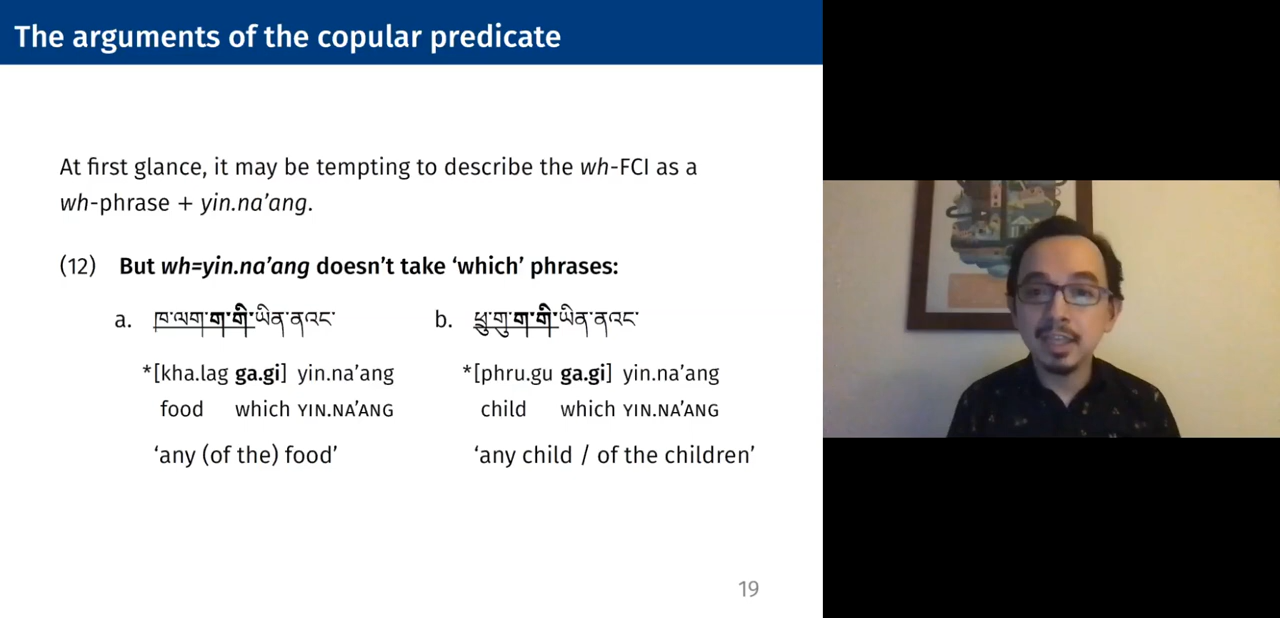 The arguments of the copular predicate
At first glance, it may be tempting to describe the wh-FCI as a
wh-phrase + yin.na’ang.
(12) But wh=yin.na’ang doesn’t take ‘which’ phrases:
a. ཁ་ལག་ག་གི་ཡིན་ནའང་ b. ཕྲུ་གུ་ག་གི་ཡིན་ནའང་
*[kha.lag ga.gi] yin.na’ang *[phru.gu ga.gi] yin.na’ang
food which YIN.NA’ANG child which YIN.NA’ANG
‘any (of the) food’ ‘any child / of the children’
19